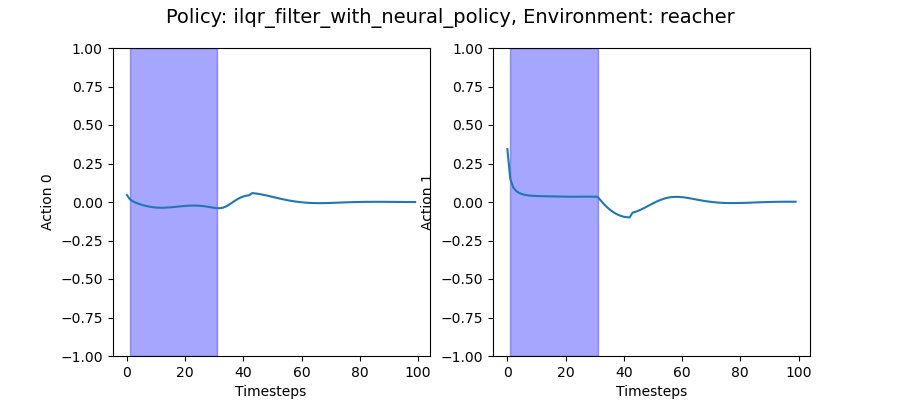 Policy: ilqr_filter_with_neural_policy, Environment: reacher
Action 0
1.00
0.75
0.50
0.25
0.00
−0.25
−0.50
−0.75
−1.00
0 20 40 60 80 100
Timesteps
Action 1
1.00
0.75
0.50
0.25
0.00
−0.25
−0.50
−0.75
−1.00
0 20 40 60 80 100
Timesteps